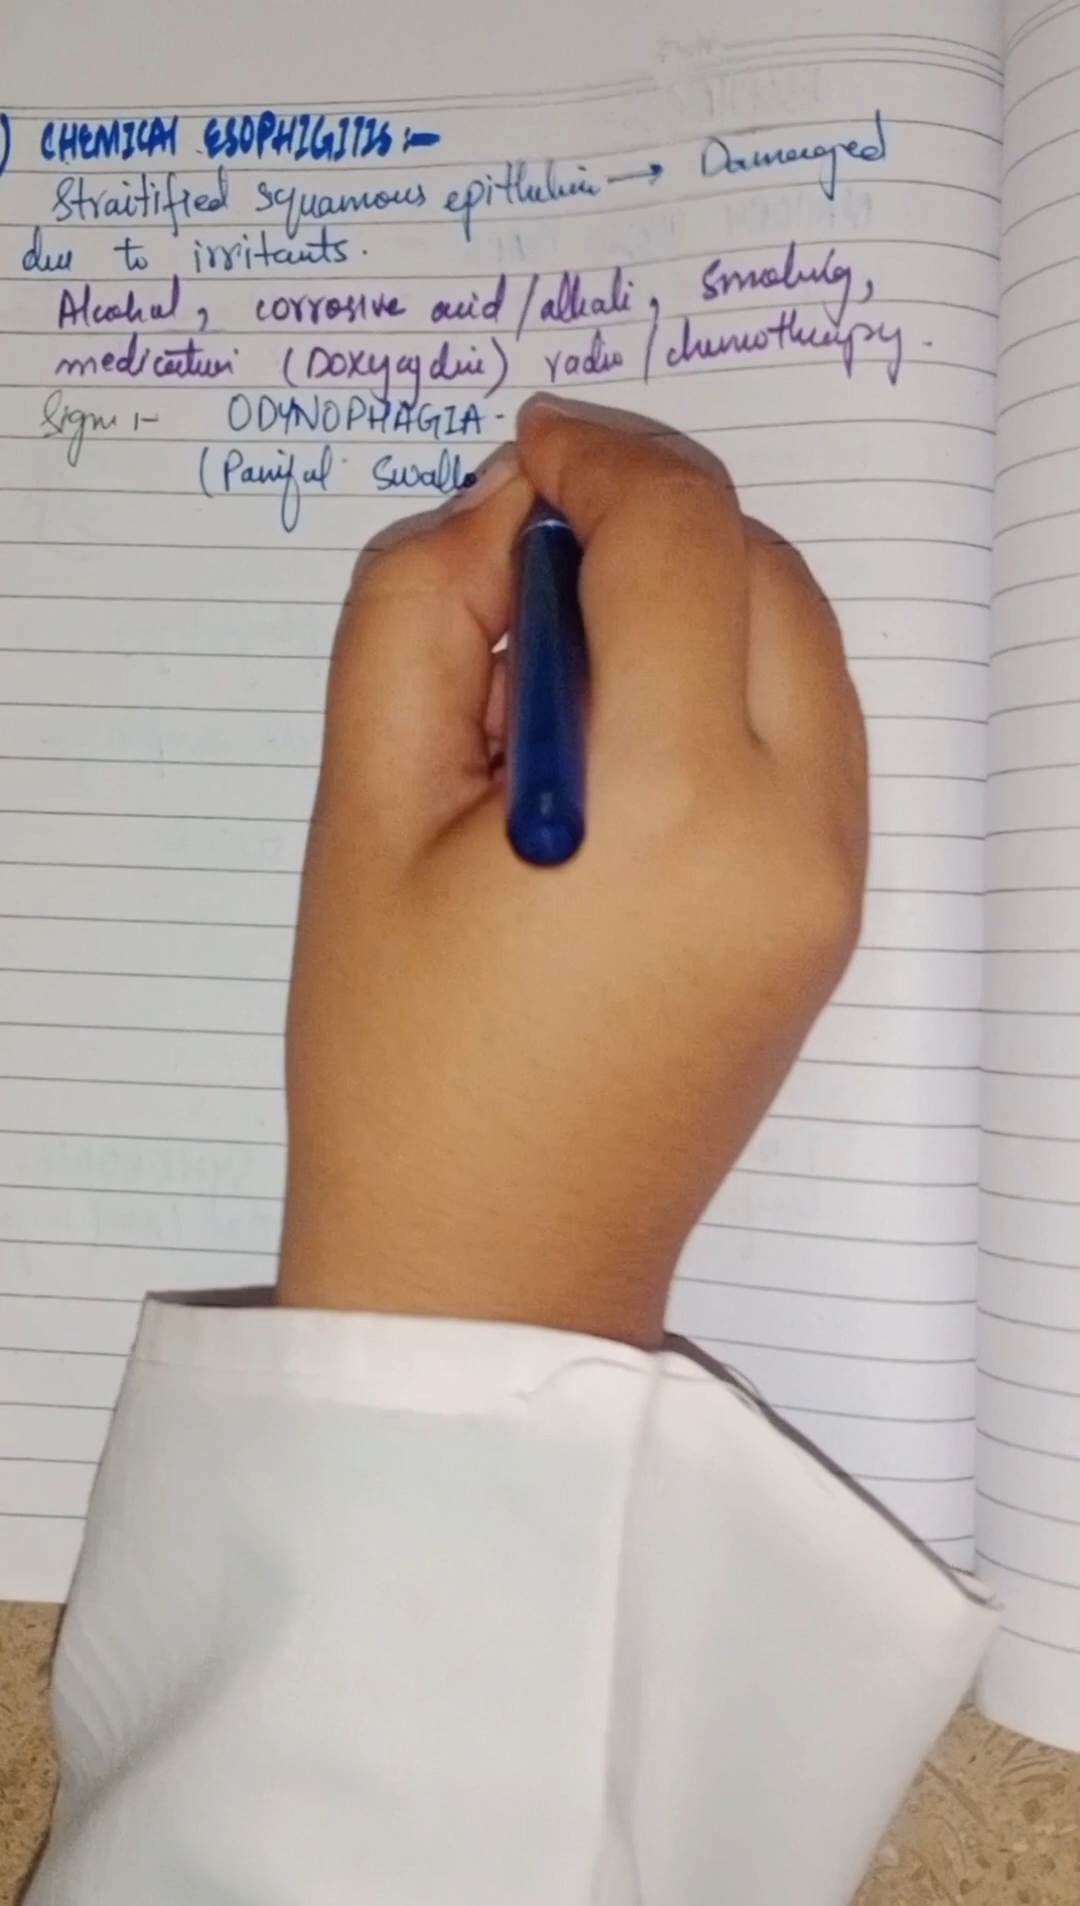 ) CHEMICAL ESOPHIGITIS :-
Straitified squamous epithelium → Damaged
due to irritants.
Alcohol, corrosive acid / alkali, smoking,
medication (Doxycycline) radio / chemotherapy.
Sign :- ODYNOPHAGIA -
(Painful Swallo